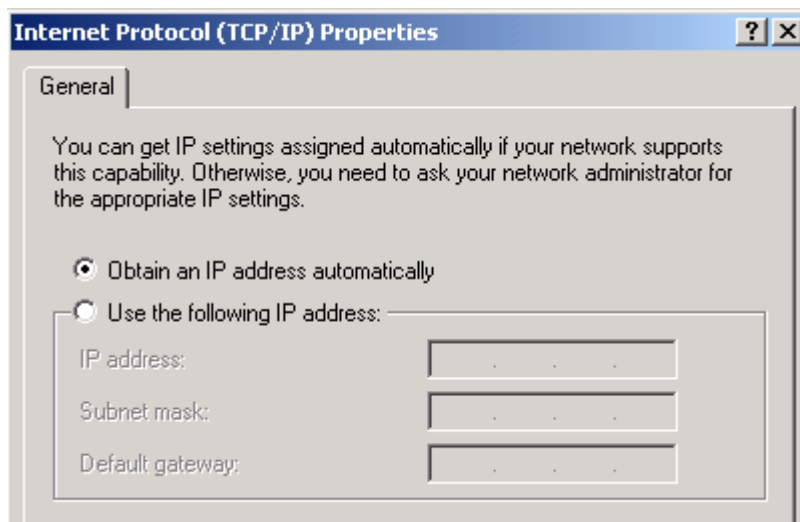 Internet Protocol (TCP/IP) Properties
General
You can get IP settings assigned automatically if your network supports
this capability. Otherwise, you need to ask your network administrator for
the appropriate IP settings.
Obtain an IP address automatically
Use the following IP address:
IP address:
Subnet mask:
Default gateway: